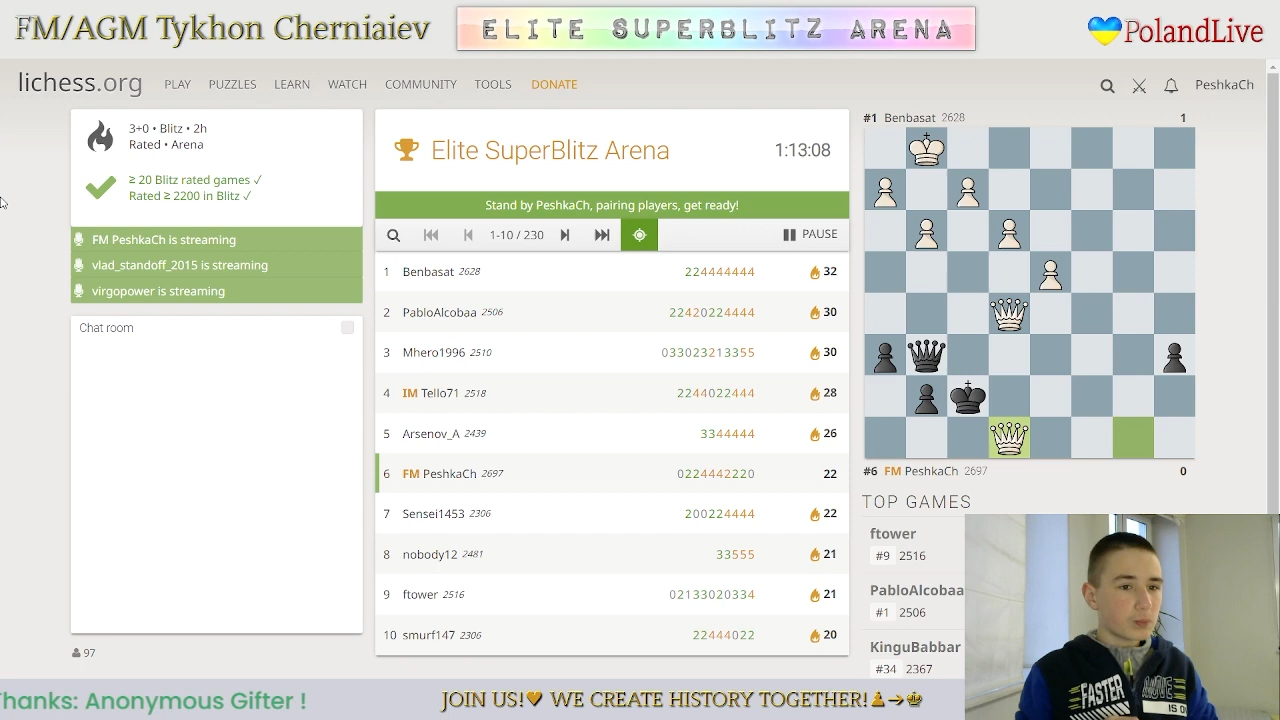 FM/AGM Tykhon Cherniaiev
ELITE SUPERBLITZ ARENA
PolandLive
lichess.org PLAY PUZZLES LEARN WATCH COMMUNITY TOOLS DONATE PeshkaCh
3+0 • Blitz • 2h
Rated • Arena
≥ 20 Blitz rated games ✓
Rated ≥ 2200 in Blitz ✓
FM PeshkaCh is streaming
vlad_standoff_2015 is streaming
virgopower is streaming
Chat room
97
Elite SuperBlitz Arena 1:13:08
Stand by PeshkaCh, pairing players, get ready!
1-10 / 230 PAUSE
1 Benbasat 2628 224444444 32
2 PabloAlcobaa 2506 22420224444 30
3 Mhero1996 2510 033023213355 30
4 IM Tello71 2518 2244022444 28
5 Arsenov_A 2439 3344444 26
6 FM PeshkaCh 2697 0224442220 22
7 Sensei1453 2306 200224444 22
8 nobody12 2481 33555 21
9 ftower 2516 02133020334 21
10 smurf147 2306 22444022 20
#1 Benbasat 2628 1
#6 FM PeshkaCh 2697 0
TOP GAMES
ftower
#9 2516
PabloAlcobaa
#1 2506
KinguBabbar
#34 2367
FASTER
Thanks: Anonymous Gifter !
JOIN US!🧡 WE CREATE HISTORY TOGETHER!♟→♚